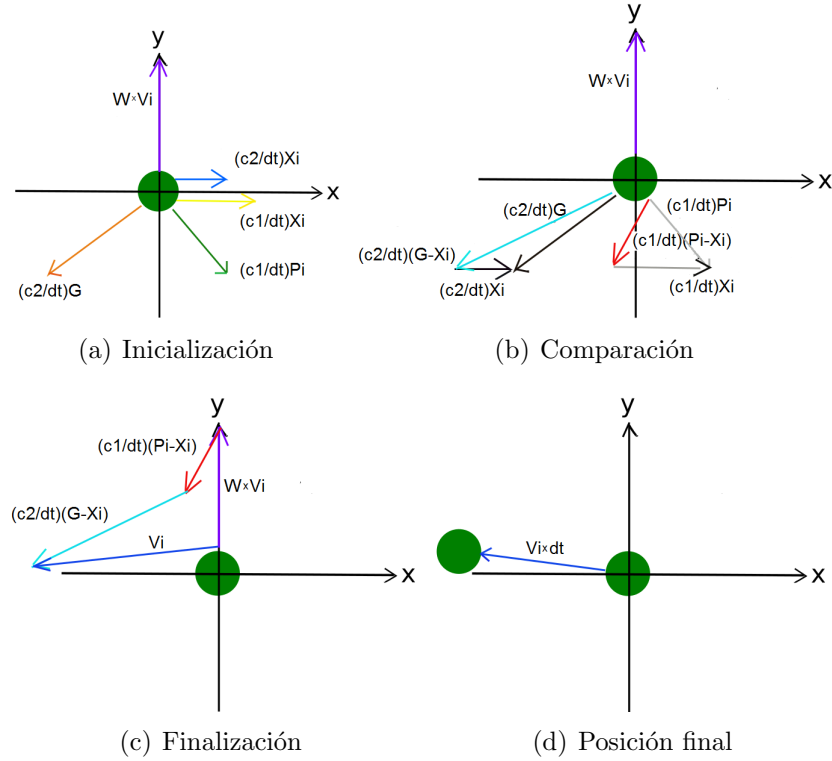 y
W×Vi
(c2/dt)Xi
x
(c1/dt)Xi
(c1/dt)Pi
(c2/dt)G
(a) Inicialización
y
W×Vi
x
(c2/dt)G
(c1/dt)Pi
(c1/dt)(Pi-Xi)
(c2/dt)(G-Xi)
(c2/dt)Xi
(c1/dt)Xi
(b) Comparación
y
(c1/dt)(Pi-Xi)
W×Vi
(c2/dt)(G-Xi)
Vi
x
(c) Finalización
y
Vi×dt
x
(d) Posición final